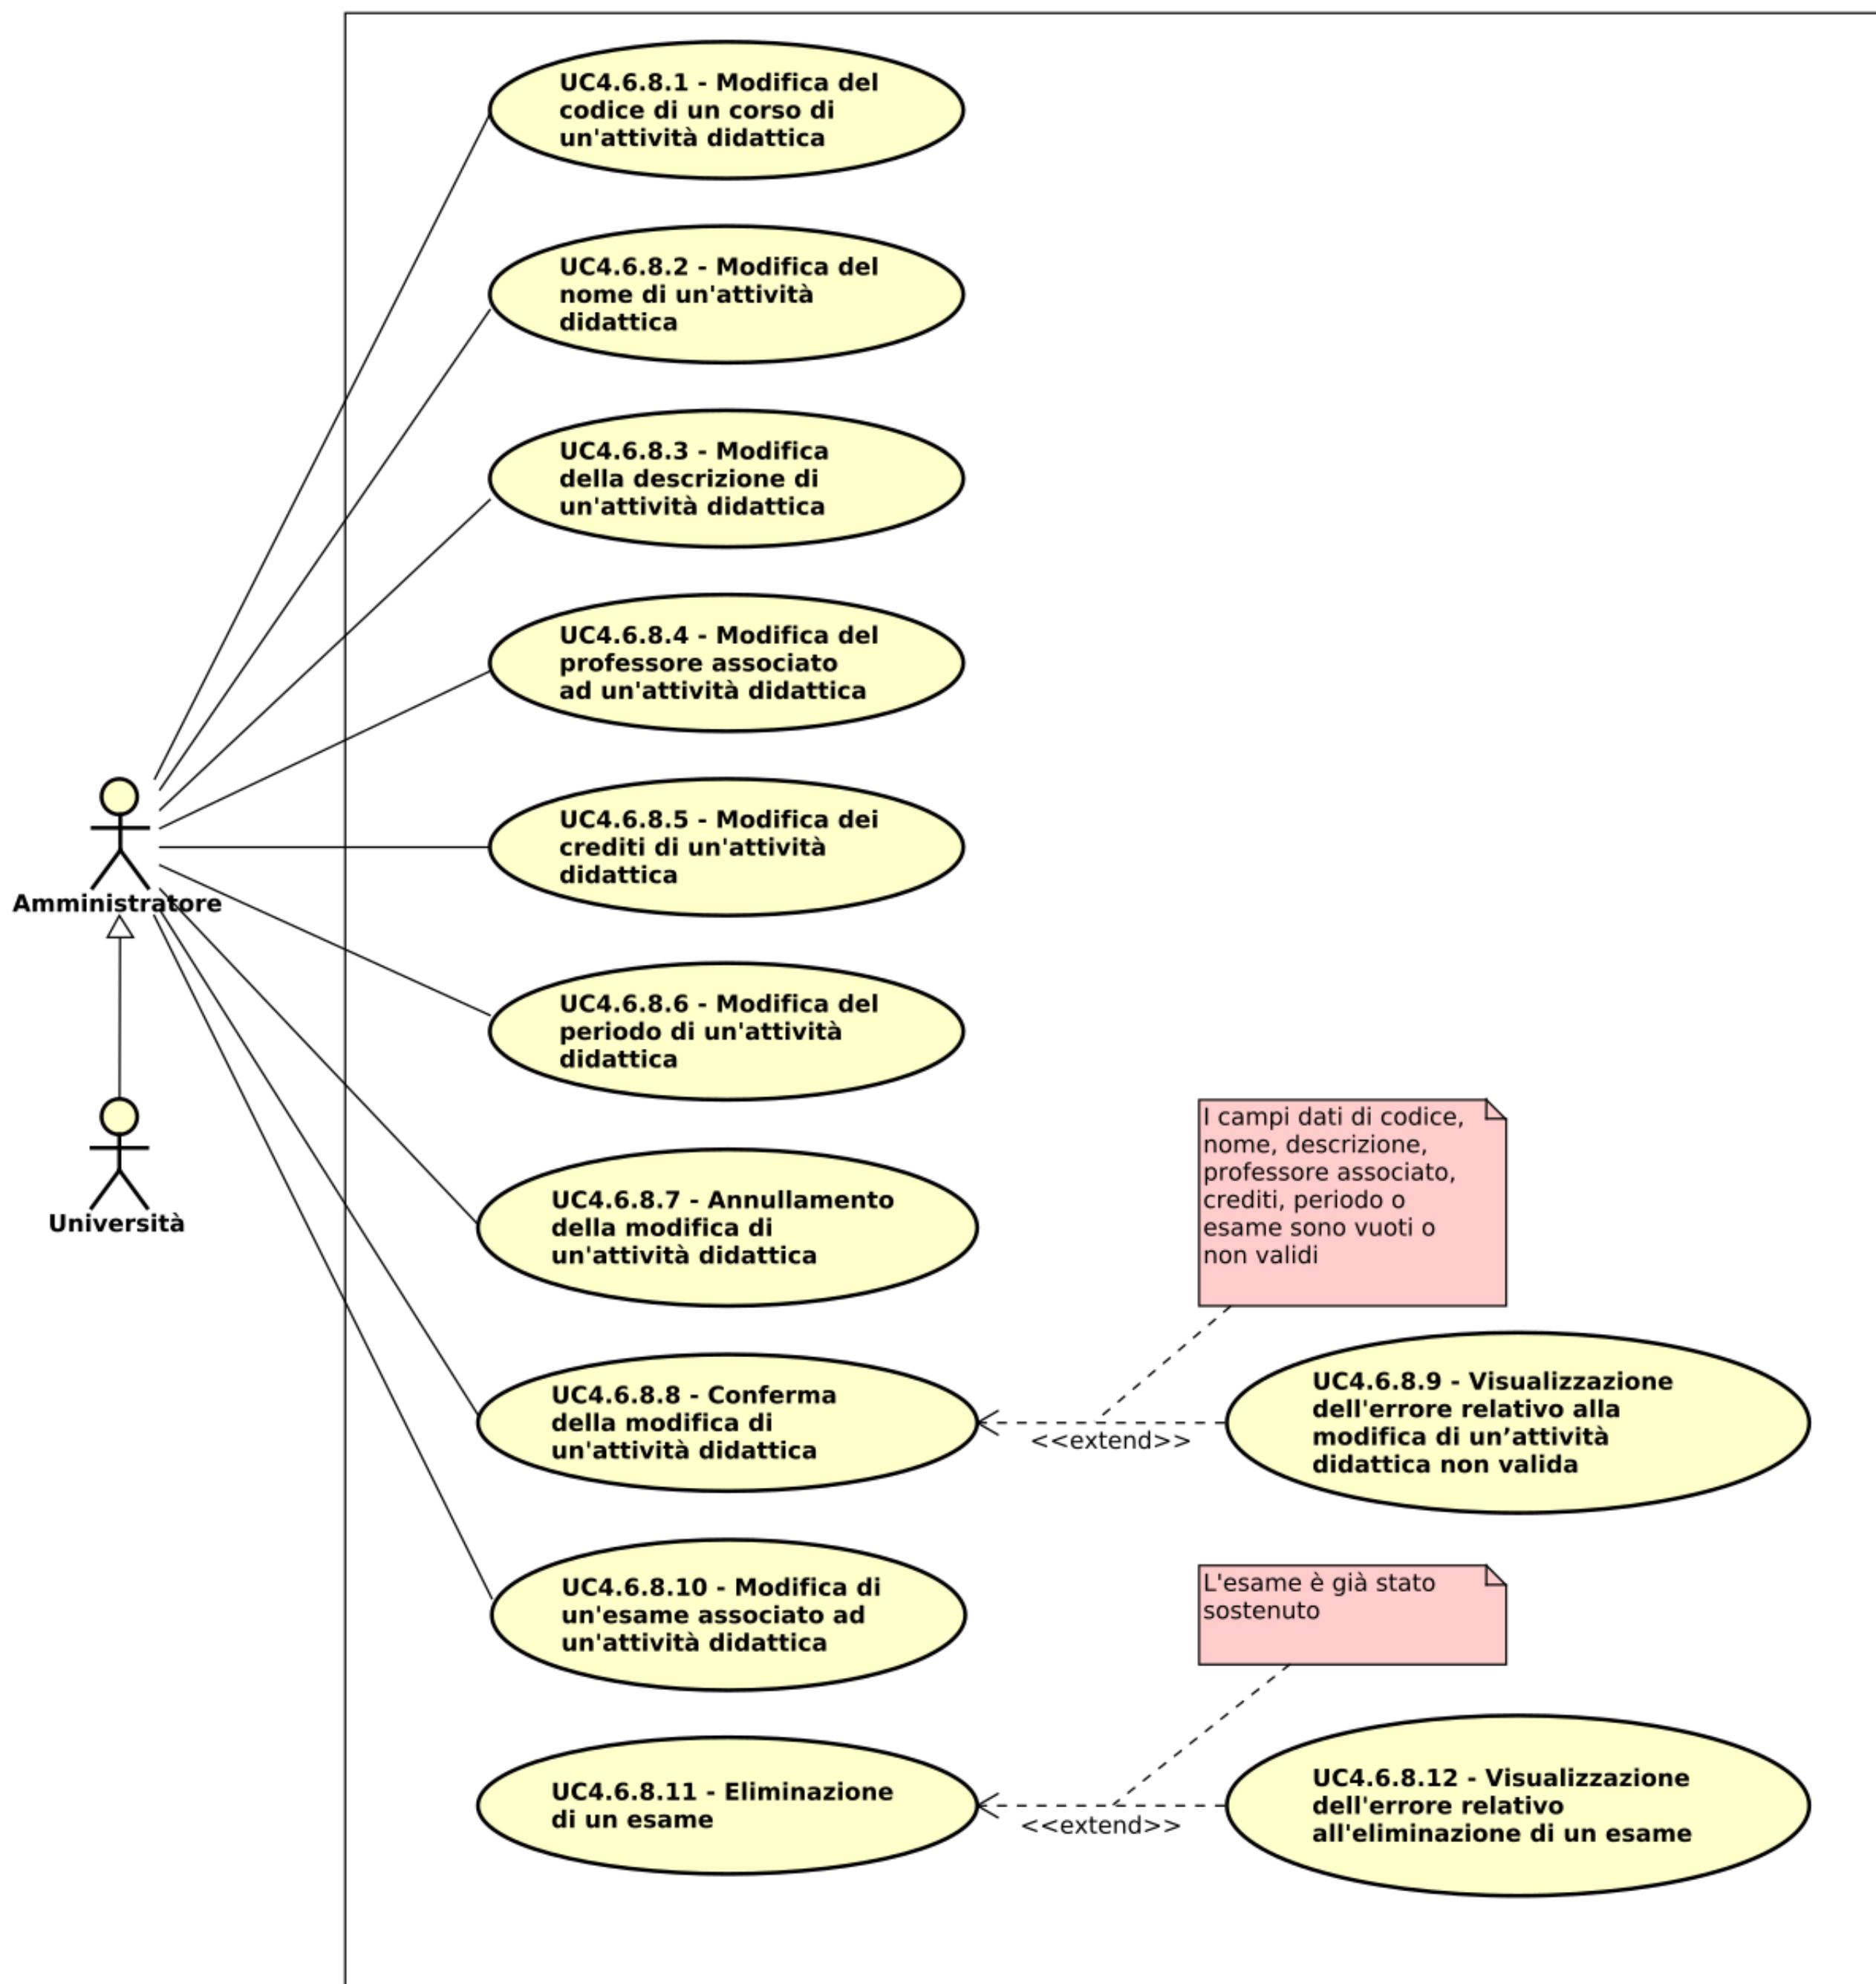 UC4.6.8.1 - Modifica del
codice di un corso di
un'attività didattica
UC4.6.8.2 - Modifica del
nome di un'attività
didattica
UC4.6.8.3 - Modifica
della descrizione di
un'attività didattica
UC4.6.8.4 - Modifica del
professore associato
ad un'attività didattica
UC4.6.8.5 - Modifica dei
crediti di un'attività
didattica
Amministratore
UC4.6.8.6 - Modifica del
periodo di un'attività
didattica
Università
UC4.6.8.7 - Annullamento
della modifica di
un'attività didattica
I campi dati di codice,
nome, descrizione,
professore associato,
crediti, periodo o
esame sono vuoti o
non validi
UC4.6.8.8 - Conferma
della modifica di
un'attività didattica
<<extend>>
UC4.6.8.9 - Visualizzazione
dell'errore relativo alla
modifica di un’attività
didattica non valida
UC4.6.8.10 - Modifica di
un'esame associato ad
un'attività didattica
L'esame è già stato
sostenuto
UC4.6.8.11 - Eliminazione
di un esame
<<extend>>
UC4.6.8.12 - Visualizzazione
dell'errore relativo
all'eliminazione di un esame